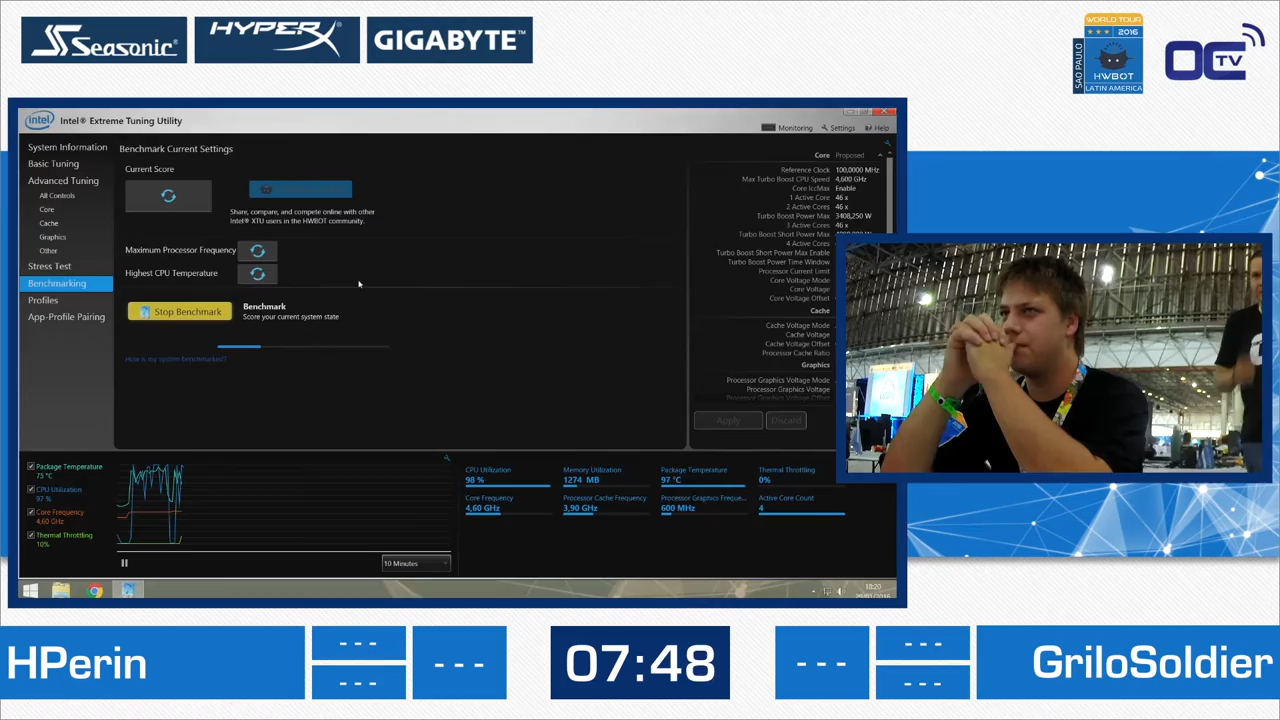 Seasonic®
HYPERX®
GIGABYTE™
WORLD TOUR
2016
SAO PAULO
HWBOT
LATIN AMERICA
OC TV
intel
Intel® Extreme Tuning Utility
Monitoring
Settings
Help
System Information
Basic Tuning
Advanced Tuning
All Controls
Core
Cache
Graphics
Other
Stress Test
Benchmarking
Profiles
App-Profile Pairing
Benchmark Current Settings
Current Score
Share, compare, and compete online with other
Intel® XTU users in the HWBOT community.
Maximum Processor Frequency
Highest CPU Temperature
Stop Benchmark
Benchmark
Score your current system state
How is my system benchmarked?
Core Proposed
Reference Clock 100,0000 MHz
Max Turbo Boost CPU Speed 4,600 GHz
Core IccMax Enable
1 Active Core 46 x
2 Active Cores 46 x
Turbo Boost Power Max 3408,250 W
3 Active Cores 46 x
Turbo Boost Short Power Max
4 Active Cores
Turbo Boost Short Power Max Enable
Turbo Boost Power Time Window
Processor Current Limit
Core Voltage Mode
Core Voltage
Core Voltage Offset
Cache
Cache Voltage Mode
Cache Voltage
Cache Voltage Offset
Processor Cache Ratio
Graphics
Processor Graphics Voltage Mode
Processor Graphics Voltage
Processor Graphics Voltage Offset
Apply
Discard
Package Temperature
75 °C
CPU Utilization
97 %
Core Frequency
4,60 GHz
Thermal Throttling
10%
10 Minutes
CPU Utilization
98 %
Memory Utilization
1274 MB
Package Temperature
97 °C
Thermal Throttling
0%
Core Frequency
4,60 GHz
Processor Cache Frequency
3,90 GHz
Processor Graphics Freque...
600 MHz
Active Core Count
4
18:20
HPerin
- - -
- - -
- - -
07:48
- - -
- - -
- - -
GriloSoldier